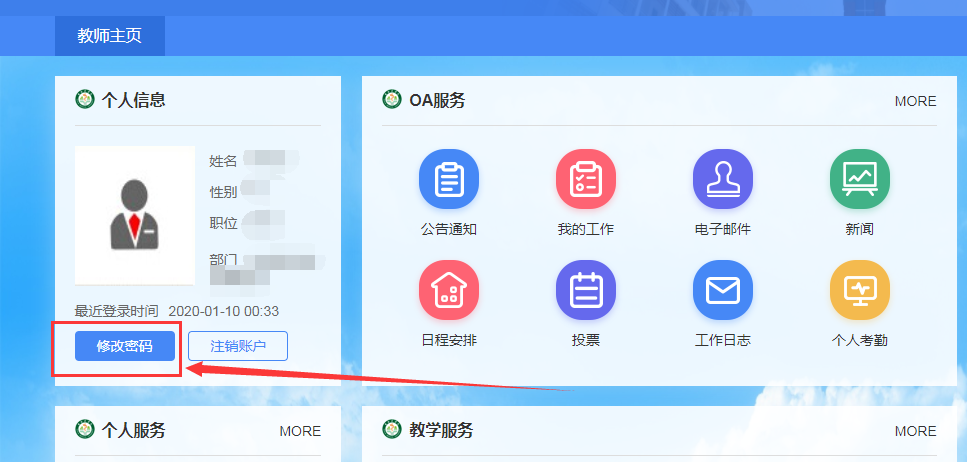 教师主页
个人信息
姓名
性别
职位
部门
最近登录时间 2020-01-10 00:33
修改密码 注销账户
OA服务 MORE
公告通知 我的工作 电子邮件 新闻
日程安排 投票 工作日志 个人考勤
个人服务 MORE
教学服务 MORE